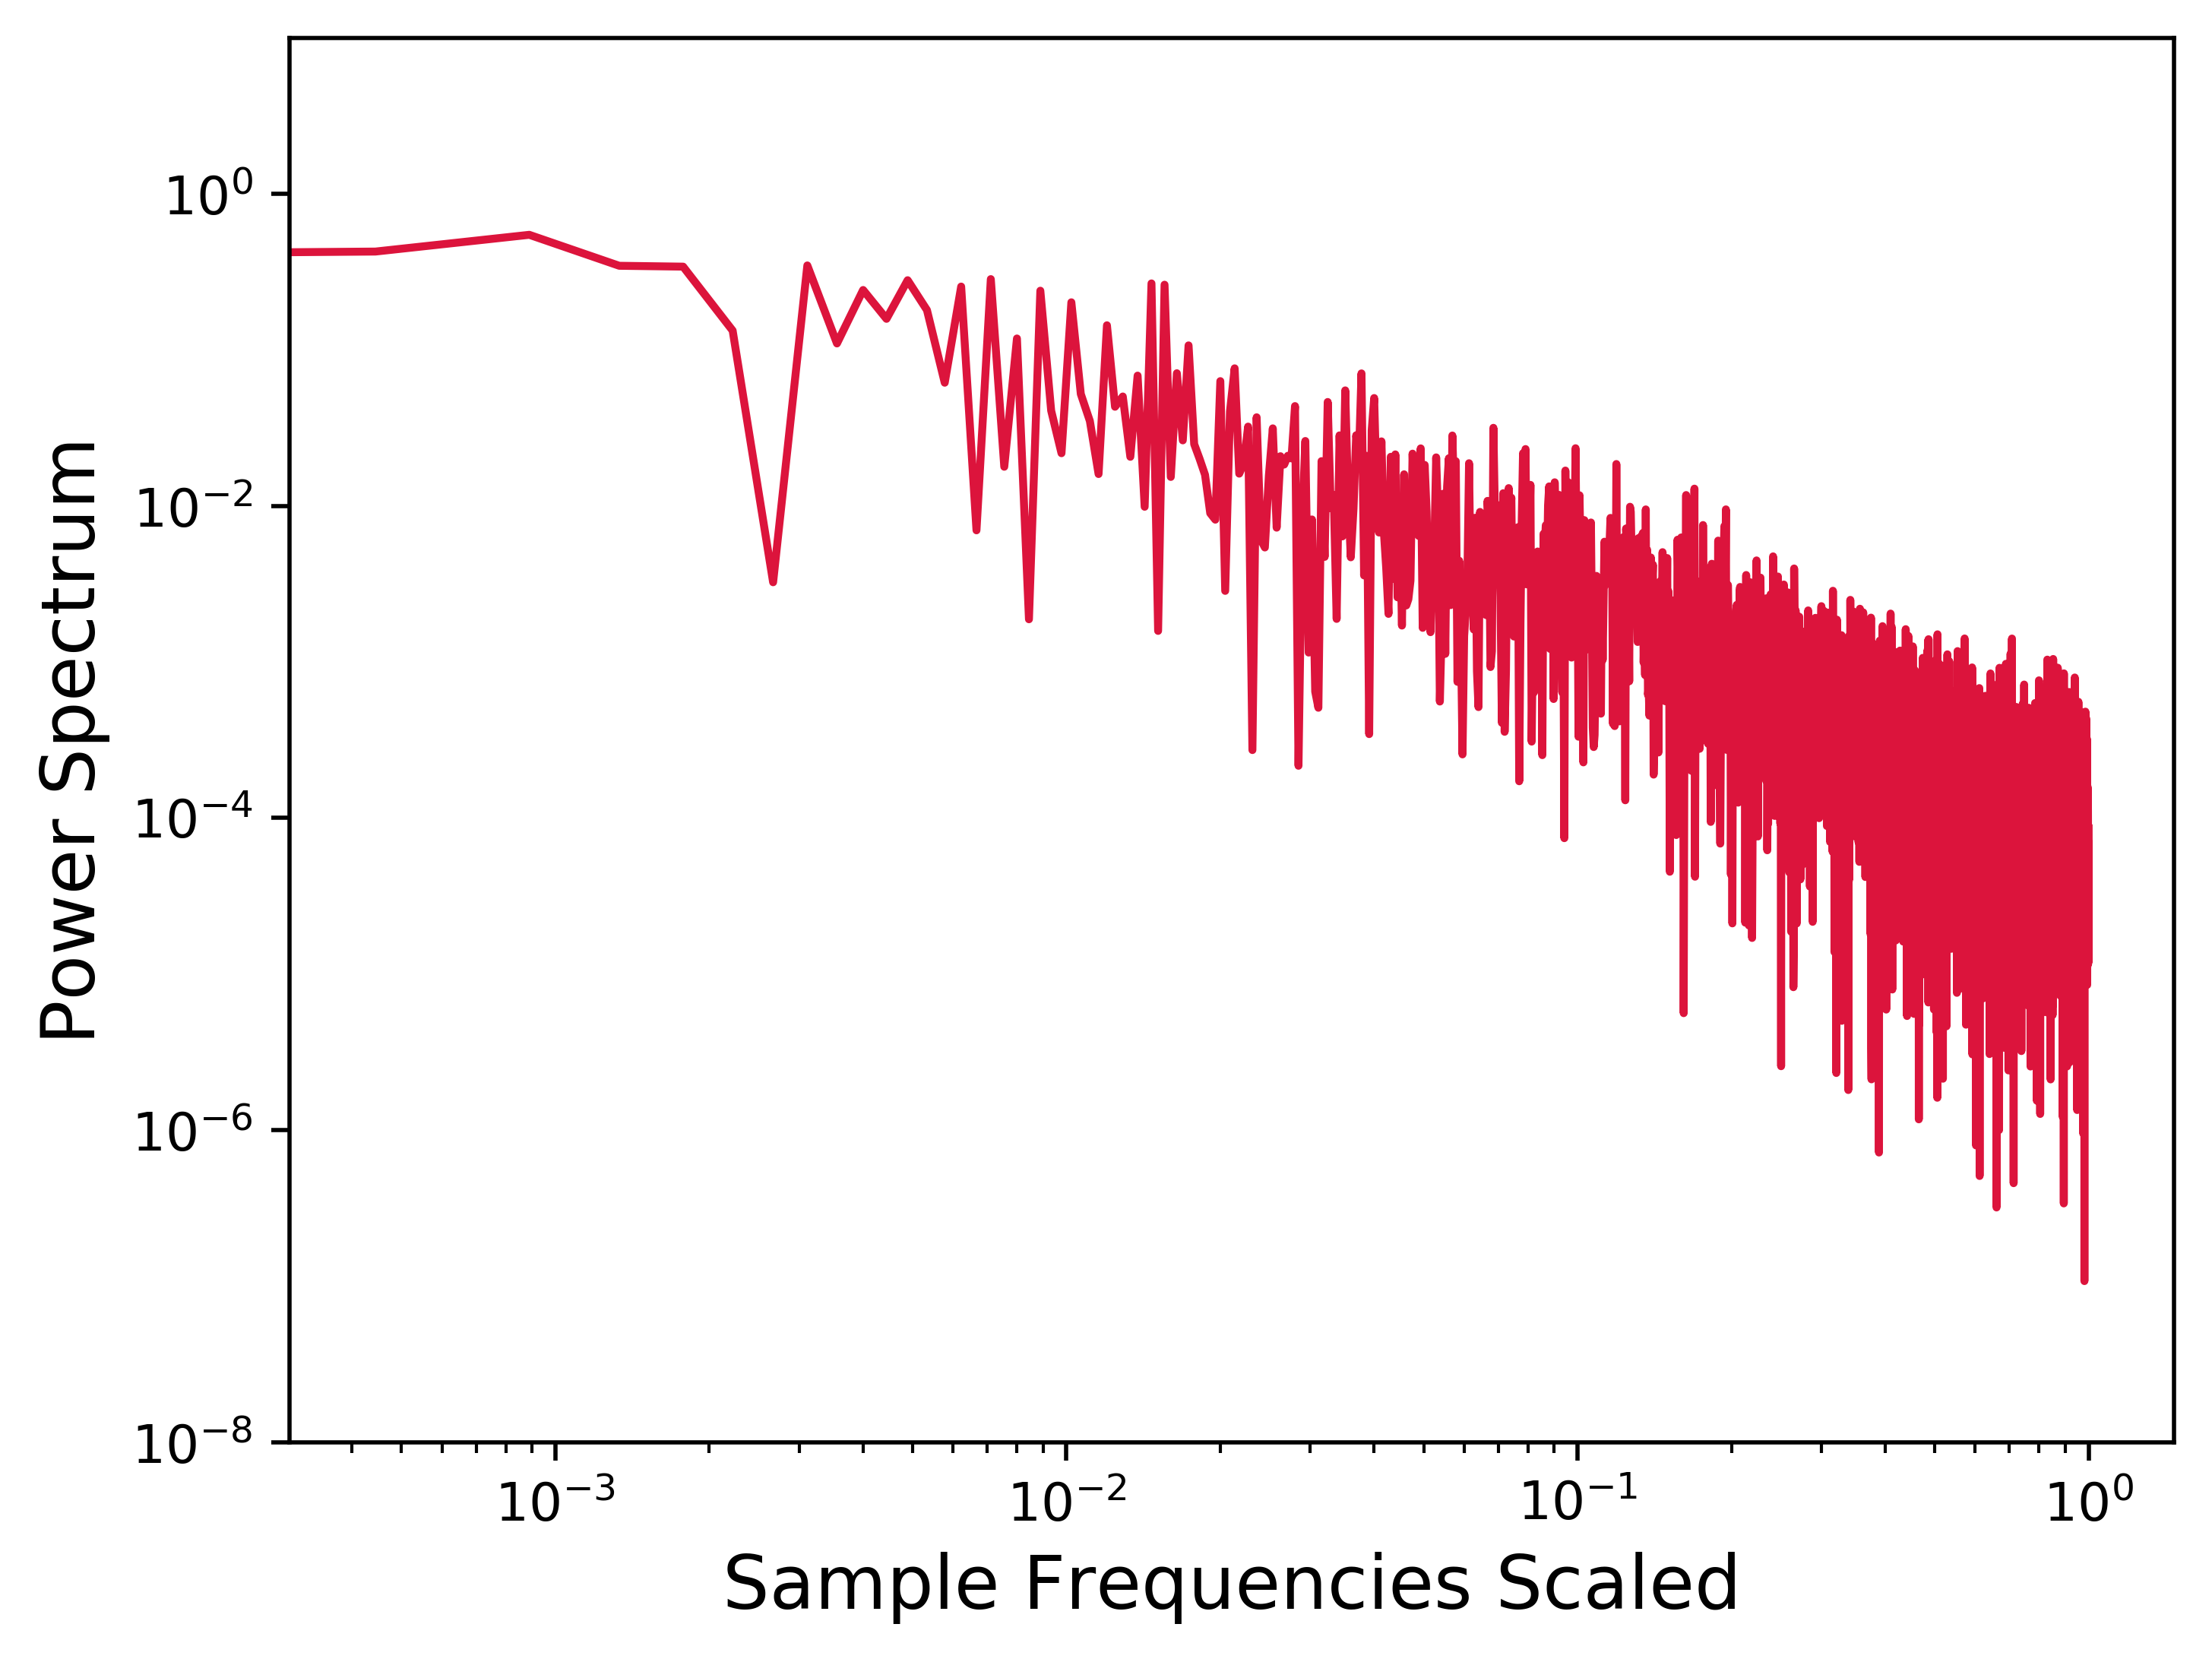 Power Spectrum
10⁰
10⁻²
10⁻⁴
10⁻⁶
10⁻⁸
10⁻³ 10⁻² 10⁻¹ 10⁰
Sample Frequencies Scaled